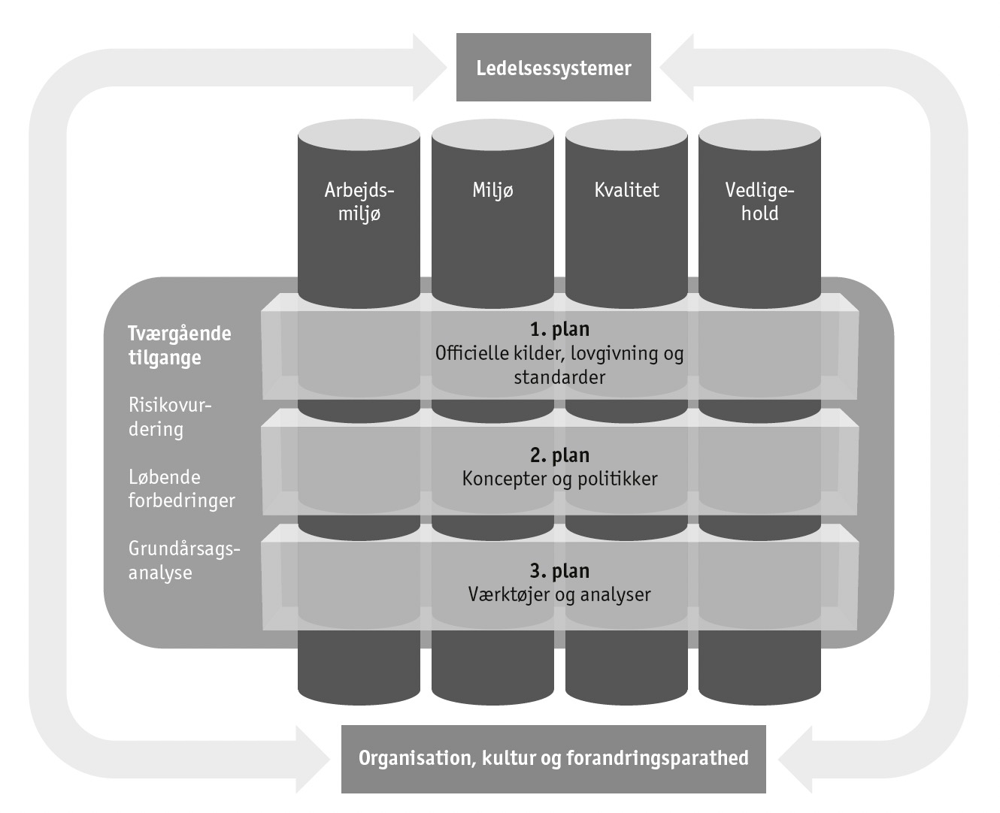 Ledelsessystemer
Arbejds-
miljø
Miljø
Kvalitet
Vedlige-
hold
Tværgående
tilgange
Risikovur-
dering
Løbende
forbedringer
Grundårsags-
analyse
1. plan
Officielle kilder, lovgivning og
standarder
2. plan
Koncepter og politikker
3. plan
Værktøjer og analyser
Organisation, kultur og forandringsparathed